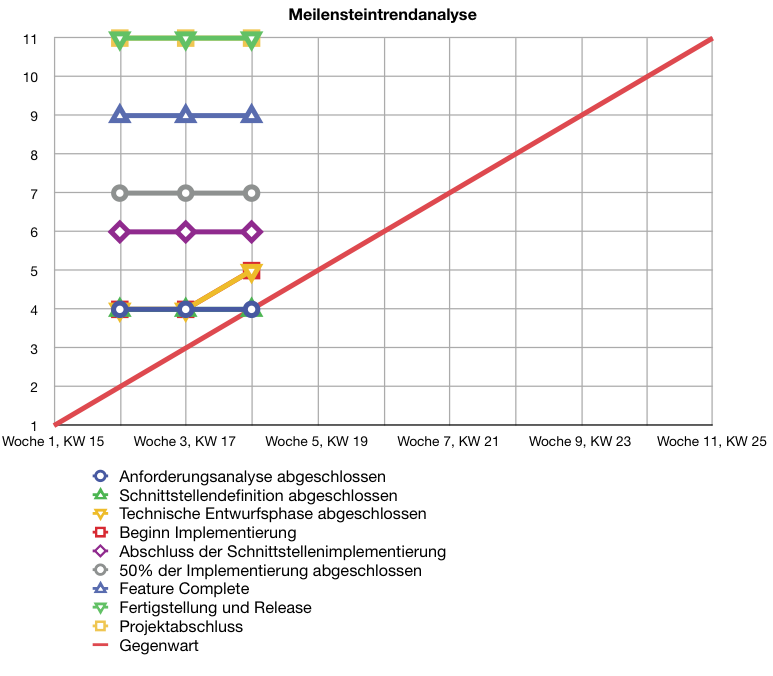 Meilensteintrendanalyse
11
10
9
8
7
6
5
4
3
2
1
Woche 1, KW 15 Woche 3, KW 17 Woche 5, KW 19 Woche 7, KW 21 Woche 9, KW 23 Woche 11, KW 25
Anforderungsanalyse abgeschlossen
Schnittstellendefinition abgeschlossen
Technische Entwurfsphase abgeschlossen
Beginn Implementierung
Abschluss der Schnittstellenimplementierung
50% der Implementierung abgeschlossen
Feature Complete
Fertigstellung und Release
Projektabschluss
Gegenwart